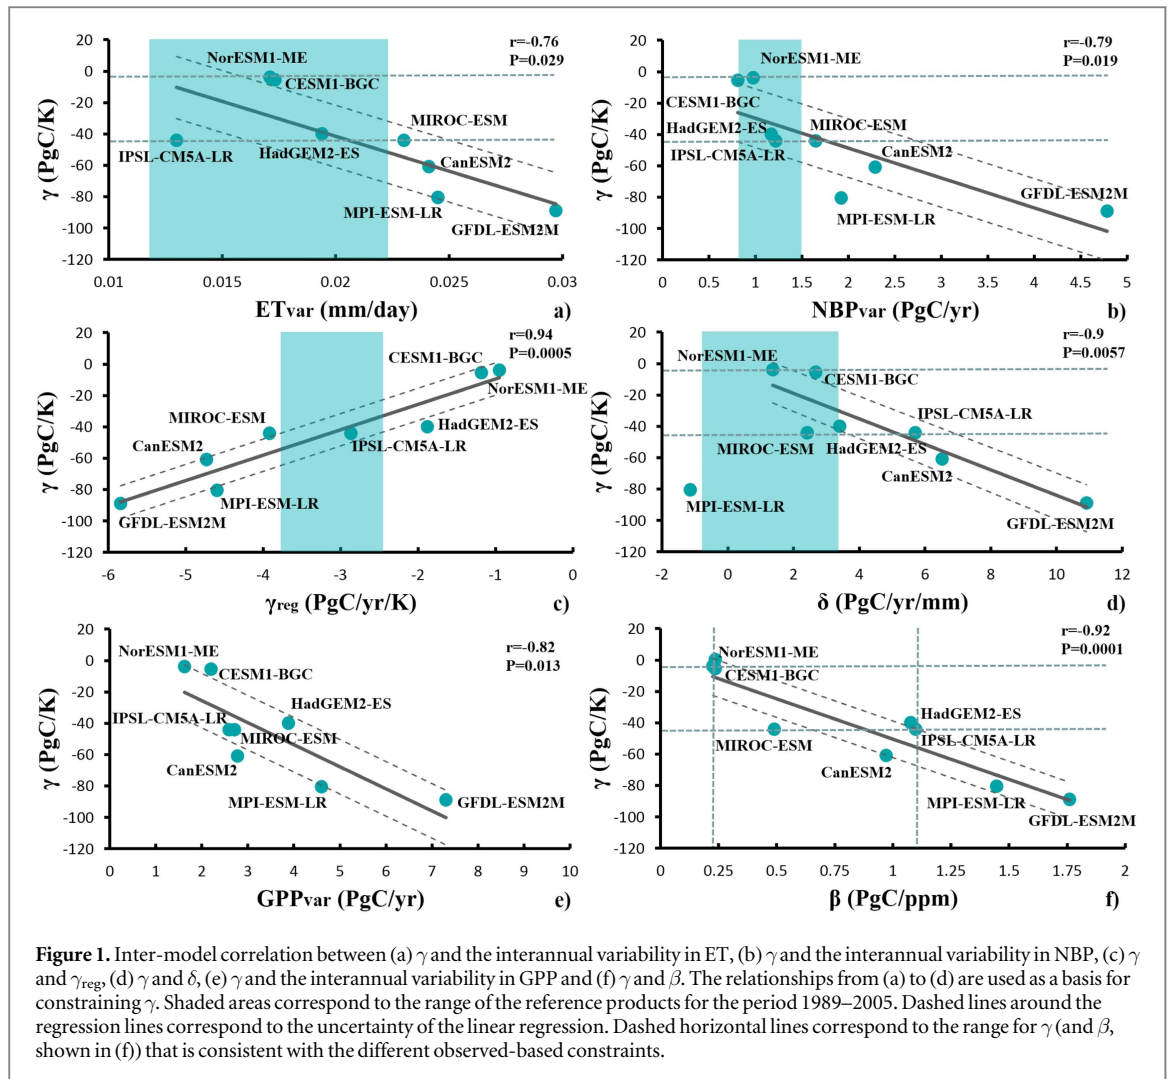 r=-0.76
P=0.029
NorESM1-ME
CESM1-BGC
MIROC-ESM
IPSL-CM5A-LR
HadGEM2-ES
CanESM2
MPI-ESM-LR
GFDL-ESM2M
20
0
-20
-40
-60
-80
-100
-120
γ (PgC/K)
0.01 0.015 0.02 0.025 0.03
ETvar (mm/day)
a)
r=-0.79
P=0.019
NorESM1-ME
CESM1-BGC
HadGEM2-ES
MIROC-ESM
IPSL-CM5A-LR
CanESM2
GFDL-ESM2M
MPI-ESM-LR
20
0
-20
-40
-60
-80
-100
-120
γ (PgC/K)
0 0.5 1 1.5 2 2.5 3 3.5 4 4.5 5
NBPvar (PgC/yr)
b)
r=0.94
P=0.0005
CESM1-BGC
NorESM1-ME
MIROC-ESM
HadGEM2-ES
CanESM2
IPSL-CM5A-LR
MPI-ESM-LR
GFDL-ESM2M
20
0
-20
-40
-60
-80
-100
-120
γ (PgC/K)
-6 -5 -4 -3 -2 -1 0
γreg (PgC/yr/K)
c)
r=-0.9
P=0.0057
NorESM1-ME
CESM1-BGC
IPSL-CM5A-LR
MIROC-ESM
HadGEM2-ES
CanESM2
MPI-ESM-LR
GFDL-ESM2M
20
0
-20
-40
-60
-80
-100
-120
γ (PgC/K)
-2 0 2 4 6 8 10 12
δ (PgC/yr/mm)
d)
r=-0.82
P=0.013
NorESM1-ME
CESM1-BGC
HadGEM2-ES
IPSL-CM5A-LR
MIROC-ESM
CanESM2
MPI-ESM-LR
GFDL-ESM2M
20
0
-20
-40
-60
-80
-100
-120
γ (PgC/K)
0 1 2 3 4 5 6 7 8 9 10
GPPvar (PgC/yr)
e)
r=-0.92
P=0.0001
NorESM1-ME
CESM1-BGC
HadGEM2-ES
MIROC-ESM
IPSL-CM5A-LR
CanESM2
MPI-ESM-LR
GFDL-ESM2M
20
0
-20
-40
-60
-80
-100
-120
γ (PgC/K)
0 0.25 0.5 0.75 1 1.25 1.5 1.75 2
β (PgC/ppm)
f)
Figure 1. Inter-model correlation between (a) γ and the interannual variability in ET, (b) γ and the interannual variability in NBP, (c) γ
and γreg, (d) γ and δ, (e) γ and the interannual variability in GPP and (f) γ and β. The relationships from (a) to (d) are used as a basis for
constraining γ. Shaded areas correspond to the range of the reference products for the period 1989–2005. Dashed lines around the
regression lines correspond to the uncertainty of the linear regression. Dashed horizontal lines correspond to the range for γ (and β,
shown in (f)) that is consistent with the different observed-based constraints.